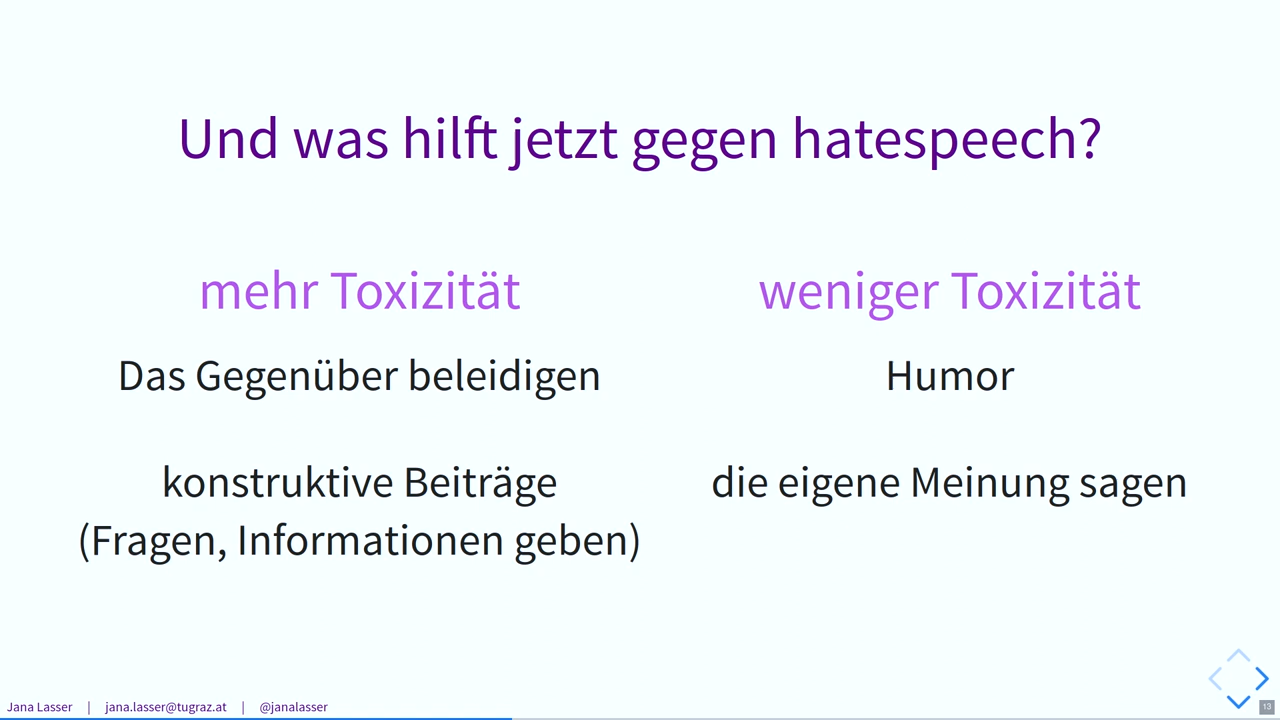 Und was hilft jetzt gegen hatespeech?
mehr Toxizität
Das Gegenüber beleidigen
konstruktive Beiträge
(Fragen, Informationen geben)
weniger Toxizität
Humor
die eigene Meinung sagen
Jana Lasser | jana.lasser@tugraz.at | @janalasser
13